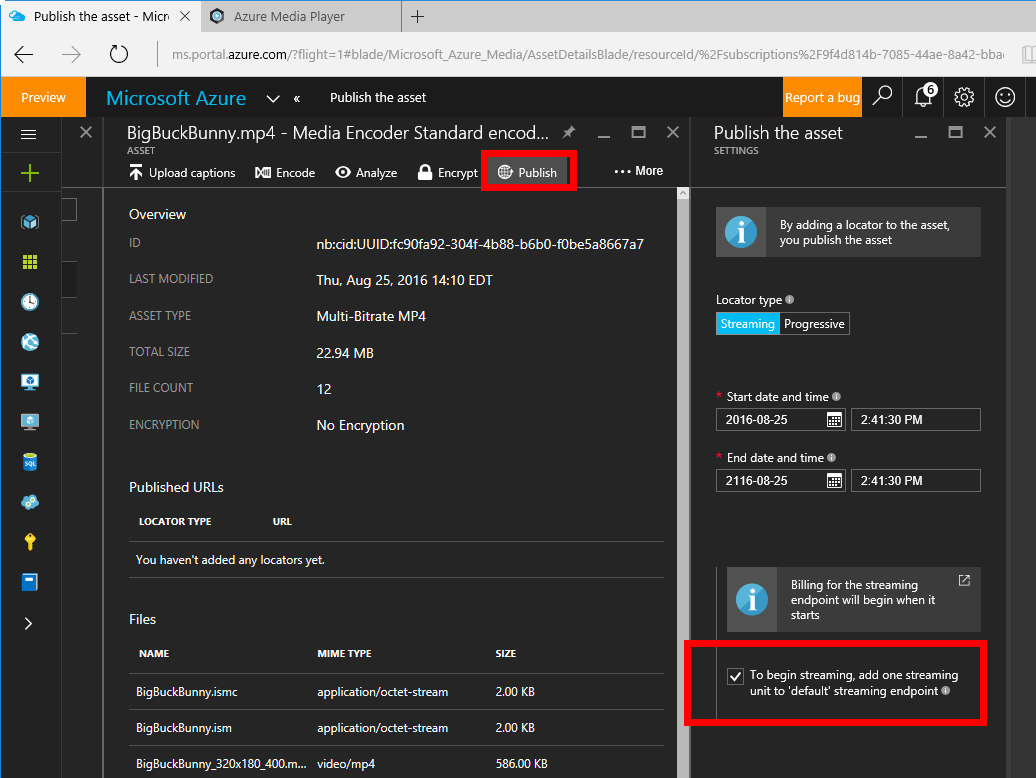 Publish the asset - Micr
Azure Media Player
ms.portal.azure.com/?flight=1#blade/Microsoft_Azure_Media/AssetDetailsBlade/resourceId/%2Fsubscriptions%2F9f4d814b-7085-44ae-8a42-bba
Preview
Microsoft Azure
«
Publish the asset
Report a bug
6
BigBuckBunny.mp4 - Media Encoder Standard encod...
ASSET
Upload captions
Encode
Analyze
Encrypt
Publish
More
Overview
ID
nb:cid:UUID:fc90fa92-304f-4b88-b6b0-f0be5a8667a7
LAST MODIFIED
Thu, Aug 25, 2016 14:10 EDT
ASSET TYPE
Multi-Bitrate MP4
TOTAL SIZE
22.94 MB
FILE COUNT
12
ENCRYPTION
No Encryption
Published URLs
LOCATOR TYPE
URL
You haven't added any locators yet.
Files
NAME
MIME TYPE
SIZE
BigBuckBunny.ismc
application/octet-stream
2.00 KB
BigBuckBunny.ism
application/octet-stream
2.00 KB
BigBuckBunny_320x180_400.m...
video/mp4
586.00 KB
SQL
Publish the asset
SETTINGS
By adding a locator to the asset,
you publish the asset
Locator type
Streaming
Progressive
* Start date and time
2016-08-25
2:41:30 PM
* End date and time
2116-08-25
2:41:30 PM
Billing for the streaming
endpoint will begin when it
starts
To begin streaming, add one streaming
unit to 'default' streaming endpoint